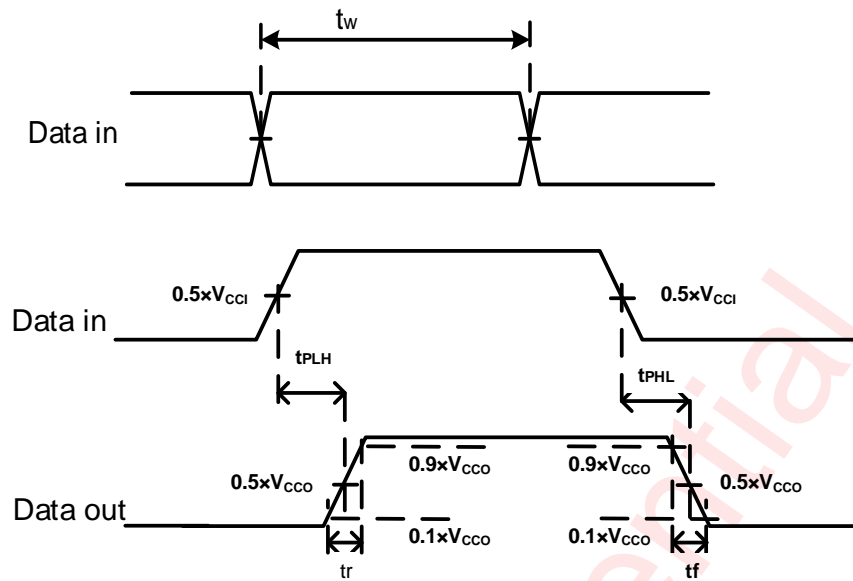 tW
Data in
0.5×VCCI
0.5×VCCI
Data in
tPLH
tPHL
0.9×VCCO
0.9×VCCO
0.5×VCCO
0.5×VCCO
Data out
0.1×VCCO
0.1×VCCO
tr
tf
ential